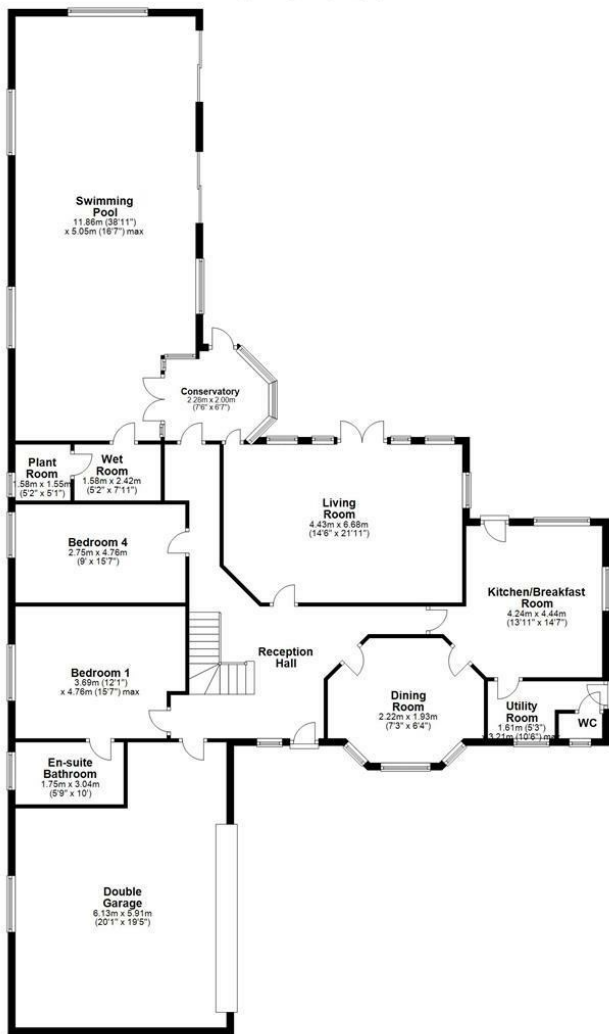 Swimming
Pool
11.86m (38'11")
x 5.05m (16'7") max
Conservatory
2.26m x 2.00m
(7'6" x 6'7")
Plant
Room
1.58m x 1.55m
(5'2" x 5'1")
Wet
Room
1.58m x 2.42m
(5'2" x 7'11")
Living
Room
4.43m x 6.68m
(14'6" x 21'11")
Bedroom 4
2.75m x 4.76m
(9' x 15'7")
Kitchen/Breakfast
Room
4.24m x 4.44m
(13'11" x 14'7")
Reception
Hall
Bedroom 1
3.69m (12'1")
x 4.76m (15'7") max
Dining
Room
2.22m x 1.93m
(7'3" x 6'4")
Utility
Room
1.61m (5'3")
x 3.21m (10'6") max
WC
En-suite
Bathroom
1.75m x 3.04m
(5'9" x 10')
Double
Garage
6.13m x 5.91m
(20'1" x 19'5")